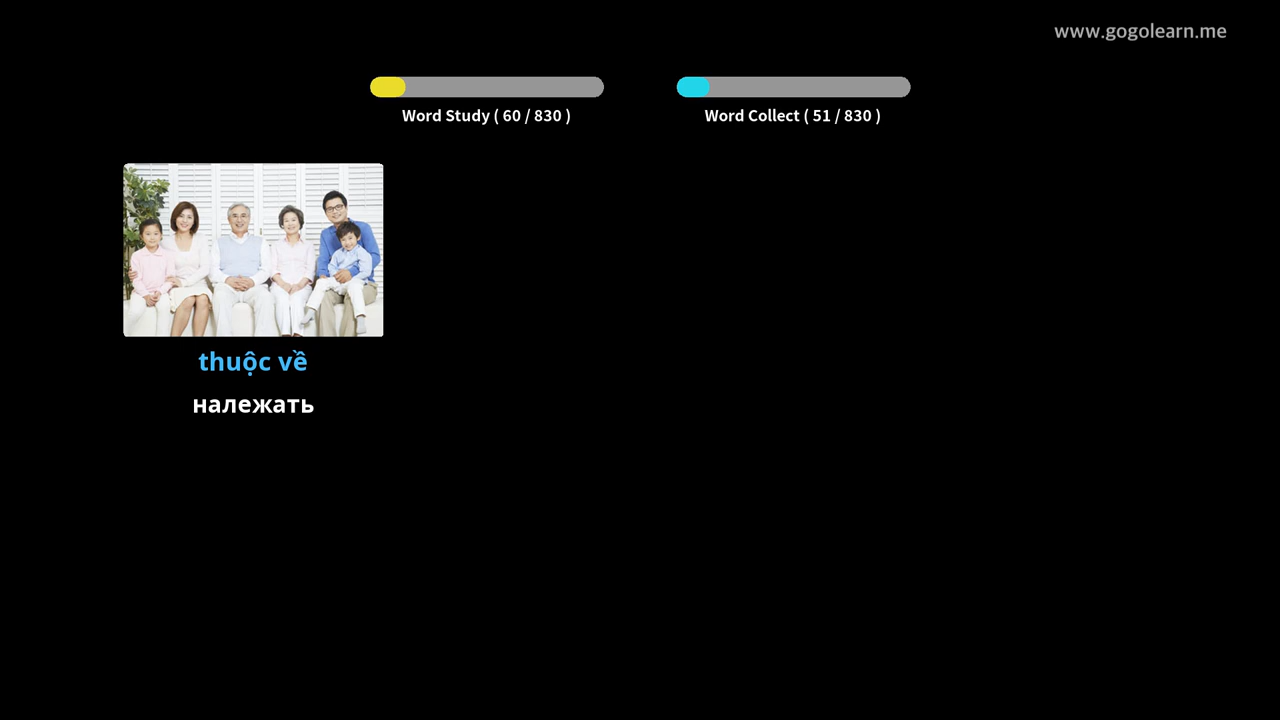 www.gogolearn.me
Word Study ( 60 / 830 )
Word Collect ( 51 / 830 )
thuộc về
належать